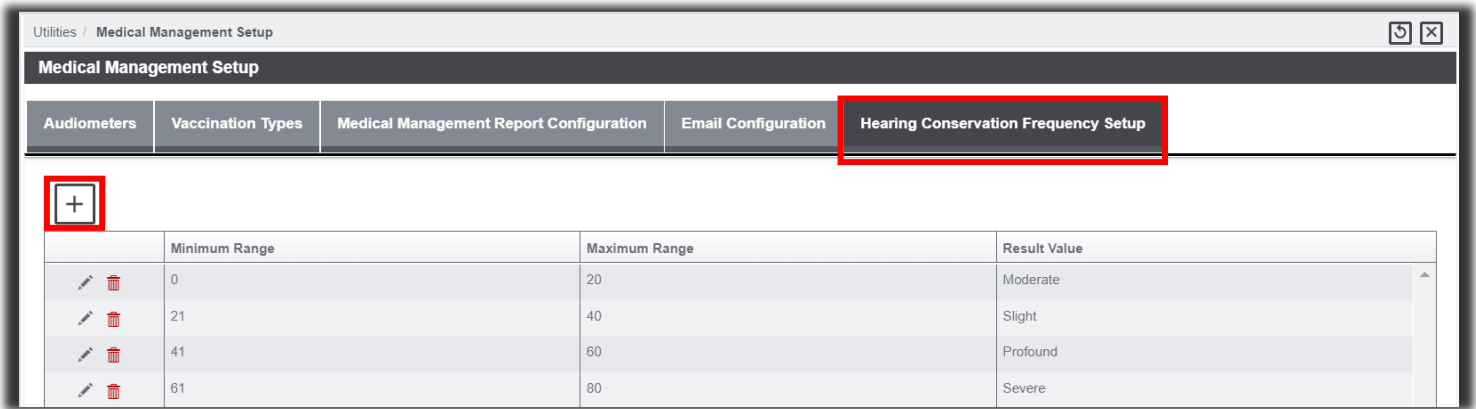 Utilities / Medical Management Setup
Medical Management Setup
Audiometers Vaccination Types Medical Management Report Configuration Email Configuration Hearing Conservation Frequency Setup
+
Minimum Range Maximum Range Result Value
0 20 Moderate
21 40 Slight
41 60 Profound
61 80 Severe